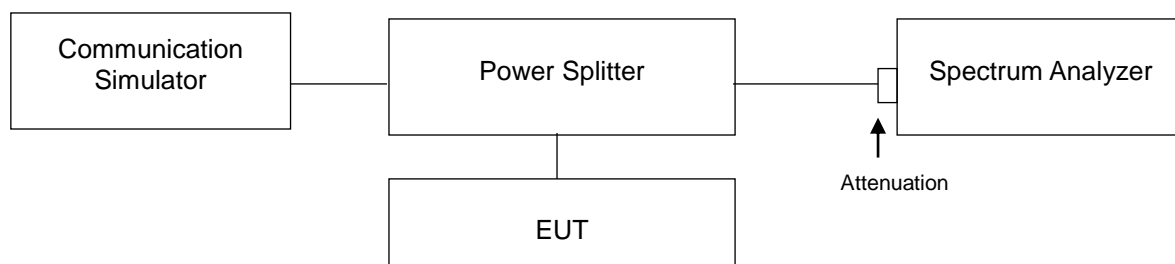 Communication
Simulator
Power Splitter
Spectrum Analyzer
Attenuation
EUT